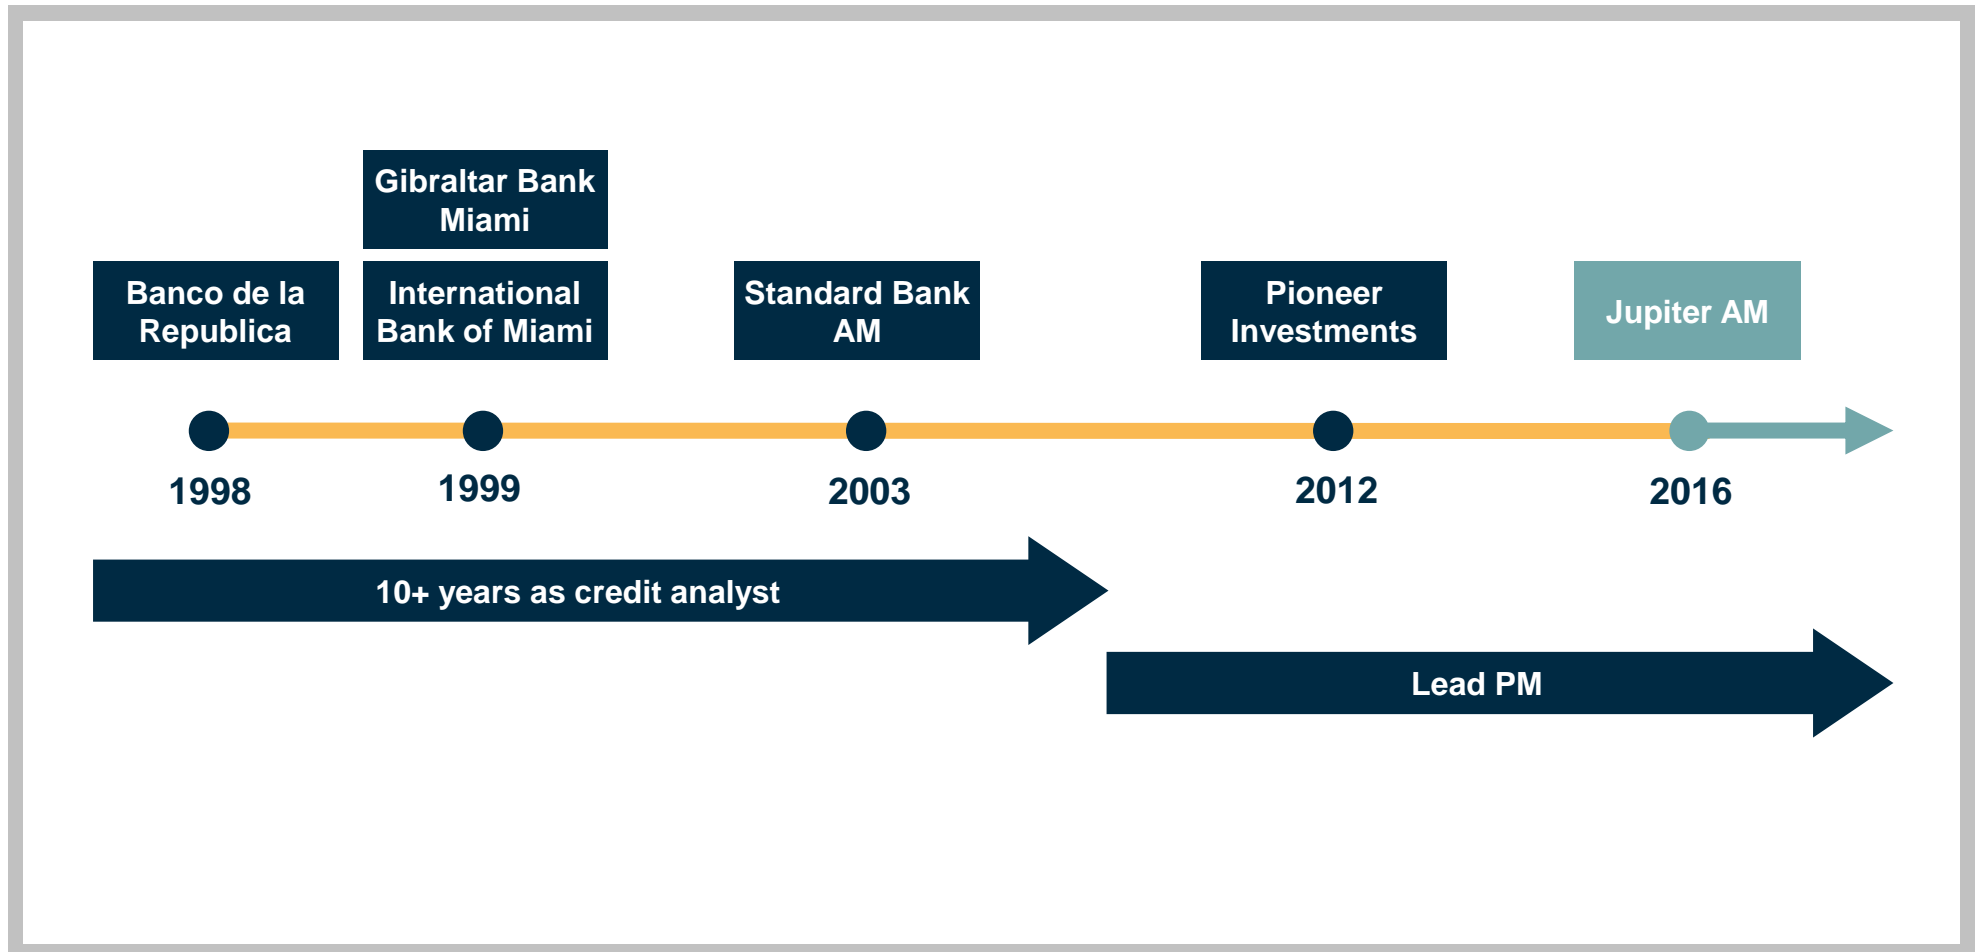 Gibraltar Bank
Miami
Banco de la
Republica
International
Bank of Miami
Standard Bank
AM
Pioneer
Investments
Jupiter AM
1998
1999
2003
2012
2016
10+ years as credit analyst
Lead PM